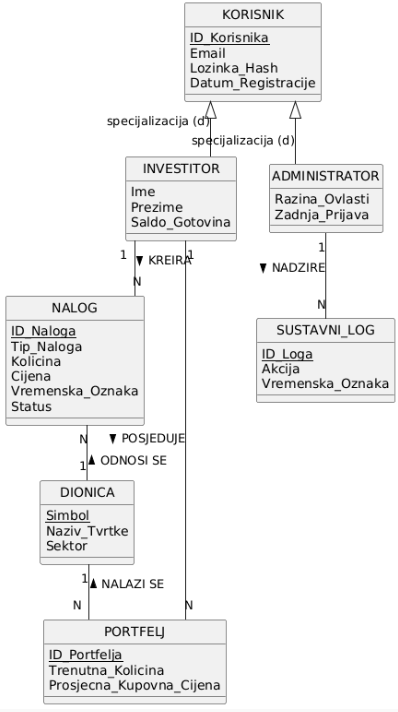 KORISNIK
ID_Korisnika
Email
Lozinka_Hash
Datum_Registracije
specijalizacija (d)
specijalizacija (d)
INVESTITOR
Ime
Prezime
Saldo_Gotovina
ADMINISTRATOR
Razina_Ovlasti
Zadnja_Prijava
1
KREIRA
1
N
1
NADZIRE
N
NALOG
ID_Naloga
Tip_Naloga
Kolicina
Cijena
Vremenska_Oznaka
Status
SUSTAVNI_LOG
ID_Loga
Akcija
Vremenska_Oznaka
N
POSJEDUJE
1
ODNOSI SE
DIONICA
Simbol
Naziv_Tvrtke
Sektor
1
NALAZI SE
N
N
PORTFELJ
ID_Portfelja
Trenutna_Kolicina
Prosjecna_Kupovna_Cijena